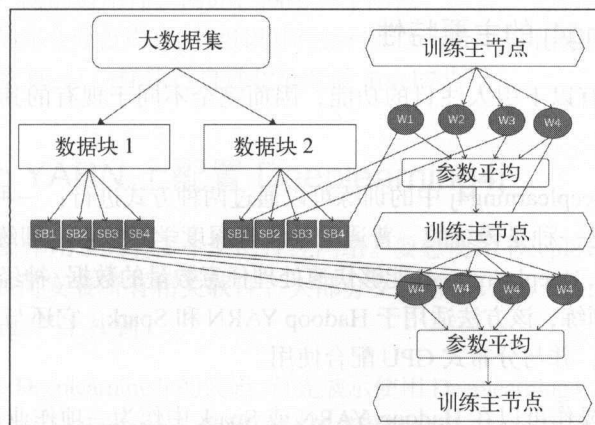 大数据集
数据块 1
数据块 2
SB1 SB2 SB3 SB4
SB1 SB2 SB3 SB4
训练主节点
W1 W2 W3 W4
参数平均
训练主节点
W4 W4 W4 W4
参数平均
训练主节点